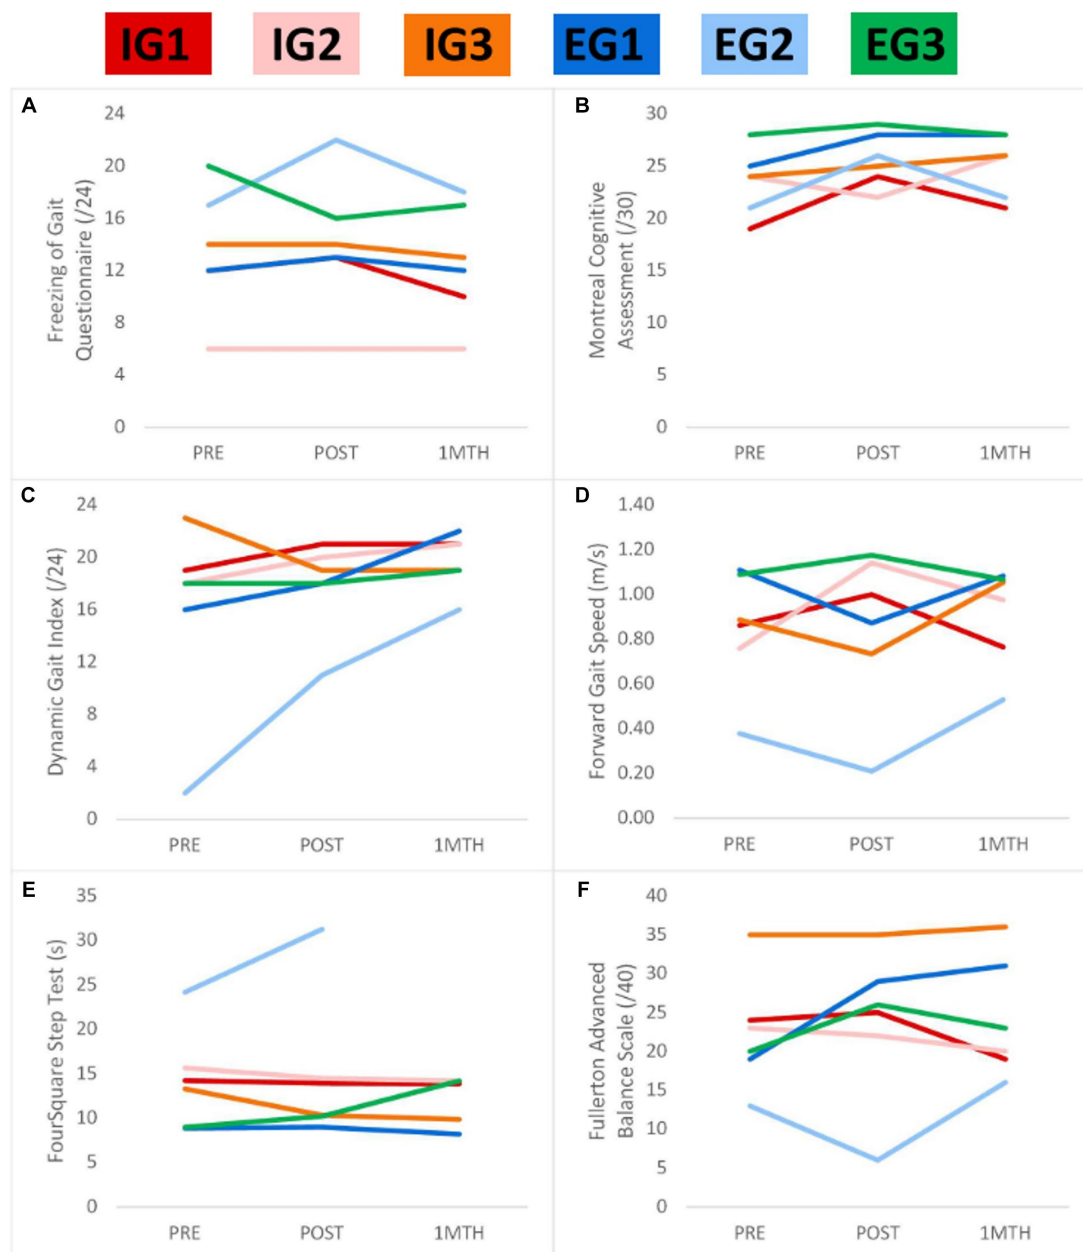 IG1 IG2 IG3 EG1 EG2 EG3
A
Freezing of Gait
Questionnaire (/24)
24
20
16
12
8
4
0
PRE POST 1MTH
B
Montreal Cognitive
Assessment (/30)
30
25
20
15
10
5
0
PRE POST 1MTH
C
Dynamic Gait Index (/24)
24
20
16
12
8
4
0
PRE POST 1MTH
D
Forward Gait Speed (m/s)
1.40
1.20
1.00
0.80
0.60
0.40
0.20
0.00
PRE POST 1MTH
E
FourSquare Step Test (s)
35
30
25
20
15
10
5
0
PRE POST 1MTH
F
Fullerton Advanced
Balance Scale (/40)
40
35
30
25
20
15
10
5
0
PRE POST 1MTH